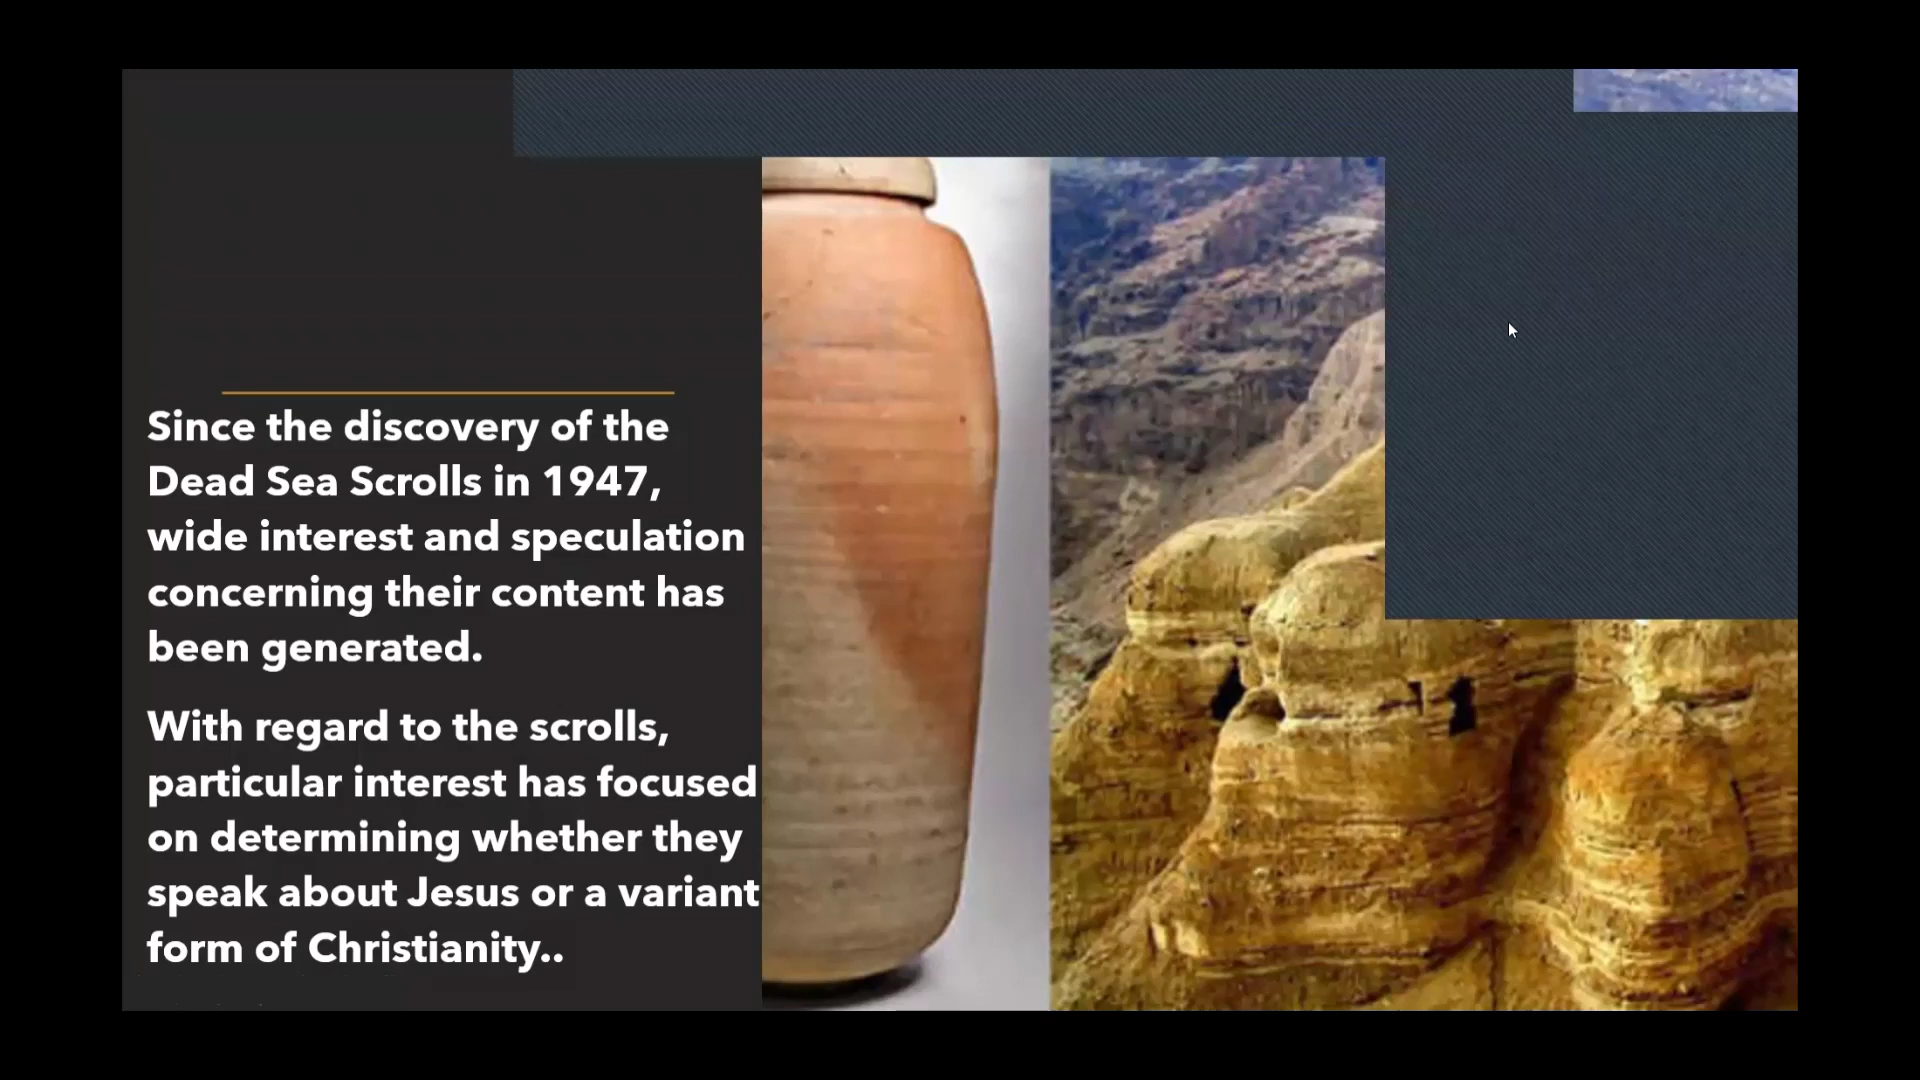 Since the discovery of the
Dead Sea Scrolls in 1947,
wide interest and speculation
concerning their content has
been generated.
With regard to the scrolls,
particular interest has focused
on determining whether they
speak about Jesus or a variant
form of Christianity..